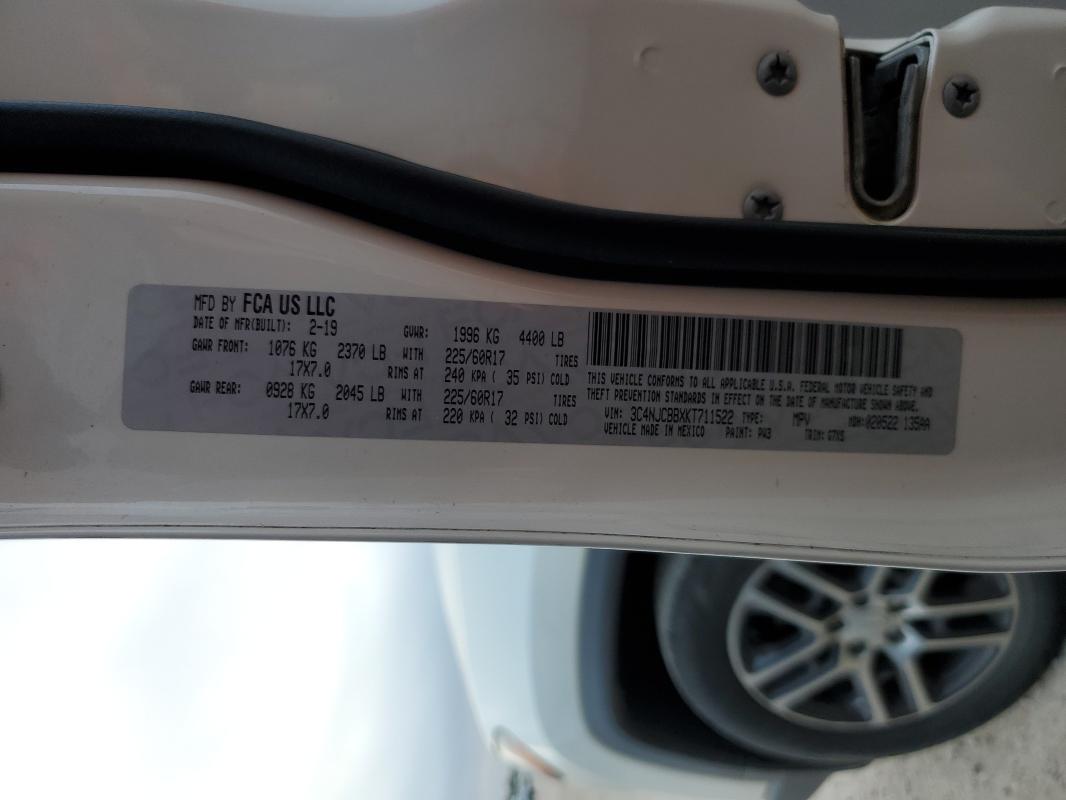 MFD BY FCA US LLC
DATE OF MFR(BUILT): 2-19 GVWR: 1996 KG 4400 LB
GAWR FRONT: 1076 KG 2370 LB WITH 225/60R17 TIRES
17X7.0 RIMS AT 240 KPA ( 35 PSI) COLD
GAWR REAR: 0928 KG 2045 LB WITH 225/60R17 TIRES
17X7.0 RIMS AT 220 KPA ( 32 PSI) COLD
THIS VEHICLE CONFORMS TO ALL APPLICABLE U.S.A. FEDERAL MOTOR VEHICLE SAFETY AND
THEFT PREVENTION STANDARDS IN EFFECT ON THE DATE OF MANUFACTURE SHOWN ABOVE.
VIN: 3C4NJCBBXKT711522 TYPE: MPV MDH: 020522 139AA
VEHICLE MADE IN MEXICO PAINT: PW3 TRIM: G7XS